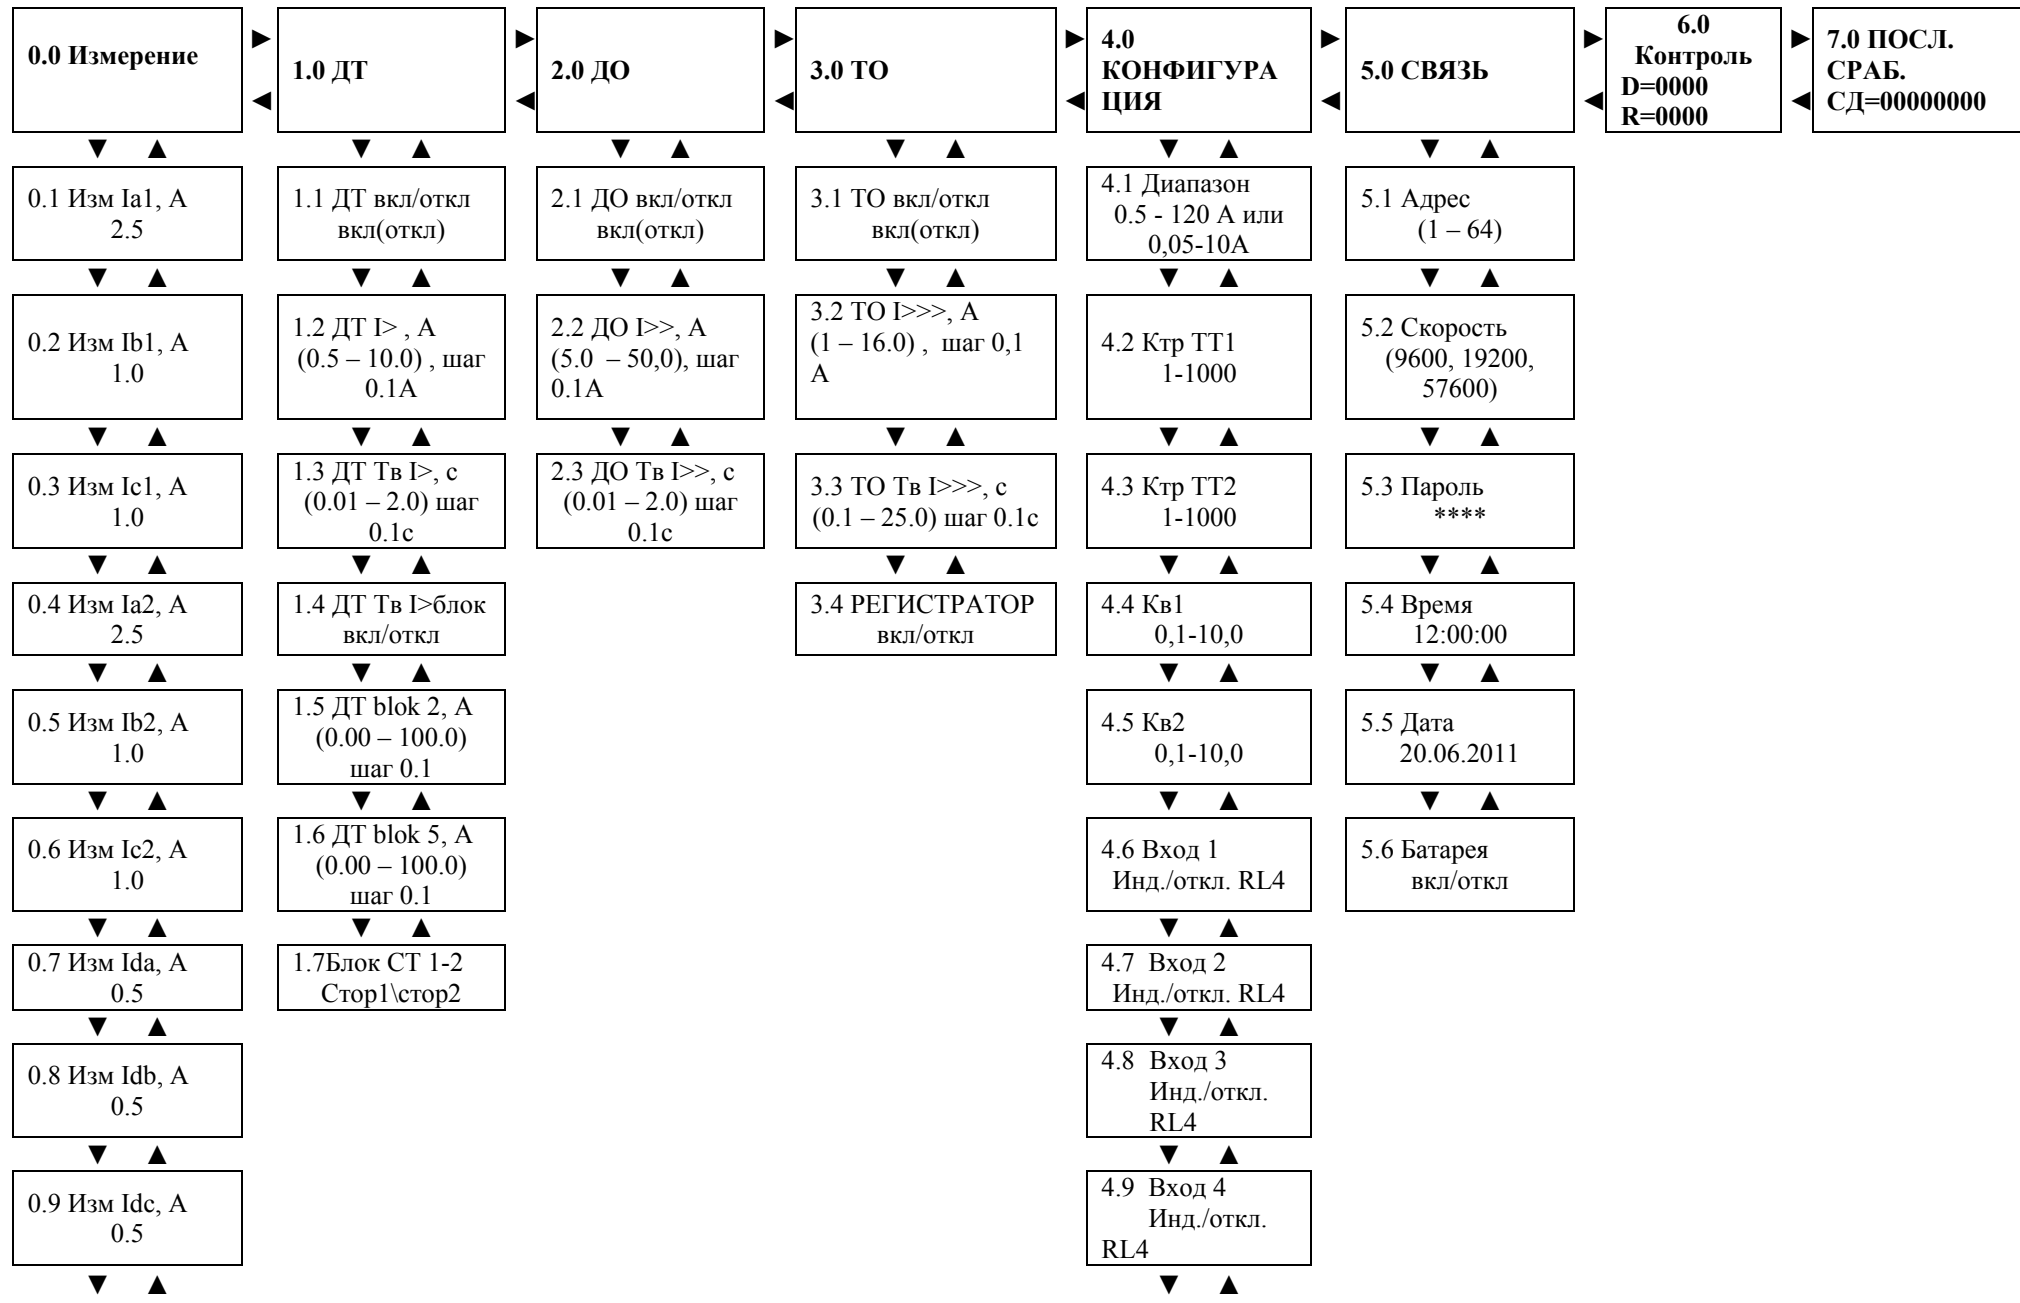 0.0 Измерение
1.0 ДТ
2.0 ДО
3.0 ТО
4.0
КОНФИГУРА
ЦИЯ
5.0 СВЯЗЬ
6.0
Контроль
D=0000
R=0000
7.0 ПОСЛ.
СРАБ.
СД=00000000
0.1 Изм Ia1, А
2.5
1.1 ДТ вкл/откл
вкл(откл)
2.1 ДО вкл/откл
вкл(откл)
3.1 ТО вкл/откл
вкл(откл)
4.1 Диапазон
0.5 - 120 А или
0,05-10А
5.1 Адрес
(1 – 64)
0.2 Изм Ib1, А
1.0
1.2 ДТ I> , А
(0.5 – 10.0) , шаг
0.1А
2.2 ДО I>>, А
(5.0 – 50,0), шаг
0.1А
3.2 ТО I>>>, А
(1 – 16.0) , шаг 0,1
А
4.2 Ктр ТТ1
1-1000
5.2 Скорость
(9600, 19200,
57600)
0.3 Изм Ic1, А
1.0
1.3 ДТ Тв I>, с
(0.01 – 2.0) шаг
0.1с
2.3 ДО Тв I>>, с
(0.01 – 2.0) шаг
0.1с
3.3 ТО Тв I>>>, с
(0.1 – 25.0) шаг 0.1с
4.3 Ктр ТТ2
1-1000
5.3 Пароль
****
0.4 Изм Ia2, А
2.5
1.4 ДТ Тв I>блок
вкл/откл
3.4 РЕГИСТРАТОР
вкл/откл
4.4 Кв1
0,1-10,0
5.4 Время
12:00:00
0.5 Изм Ib2, А
1.0
1.5 ДТ blok 2, А
(0.00 – 100.0)
шаг 0.1
4.5 Кв2
0,1-10,0
5.5 Дата
20.06.2011
0.6 Изм Ic2, А
1.0
1.6 ДТ blok 5, А
(0.00 – 100.0)
шаг 0.1
4.6 Вход 1
Инд./откл. RL4
5.6 Батарея
вкл/откл
0.7 Изм Ida, А
0.5
1.7Блок СТ 1-2
Стор1\стор2
4.7 Вход 2
Инд./откл. RL4
0.8 Изм Idb, А
0.5
4.8 Вход 3
Инд./откл.
RL4
0.9 Изм Idc, А
0.5
4.9 Вход 4
Инд./откл.
RL4